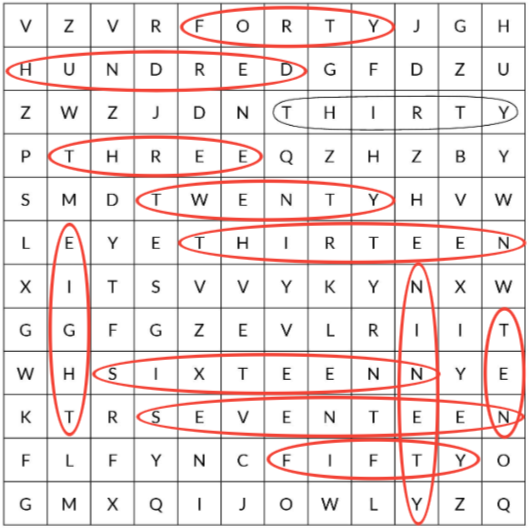 V Z V R F O R T Y J G H
H U N D R E D G F D Z U
Z W Z J D N T H I R T Y
P T H R E E Q Z H Z B Y
S M D T W E N T Y H V W
L E Y E T H I R T E E N
X I T S V V Y K Y N X W
G G F G Z E V L R I I T
W H S I X T E E N N Y E
K T R S E V E N T E E N
F L F Y N C F I F T Y O
G M X Q I J O W L Y Z Q